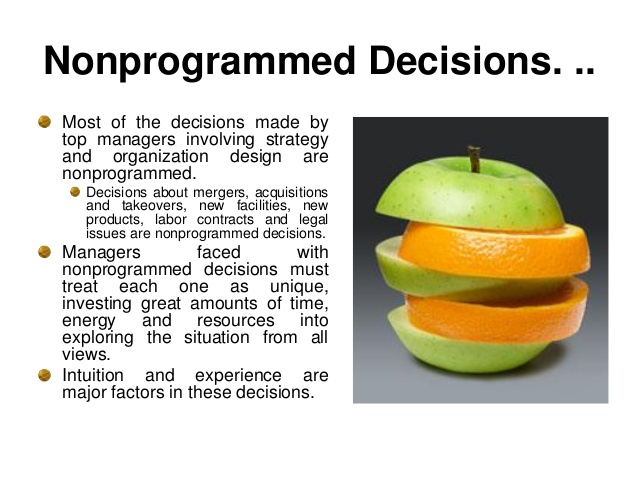 Nonprogrammed Decisions. ..
Most of the decisions made by
top managers involving strategy
and organization design are
nonprogrammed.
Decisions about mergers, acquisitions
and takeovers, new facilities, new
products, labor contracts and legal
issues are nonprogrammed decisions.
Managers faced with
nonprogrammed decisions must
treat each one as unique,
investing great amounts of time,
energy and resources into
exploring the situation from all
views.
Intuition and experience are
major factors in these decisions.